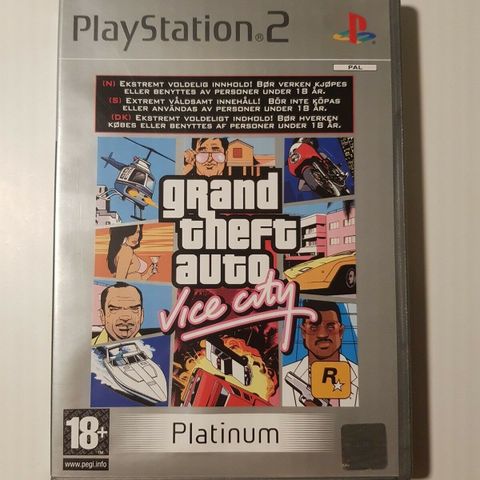 PlayStation®2
PAL
(N) EKSTREMT VOLDELIG INNHOLD! BØR VERKEN KJØPES
ELLER BENYTTES AV PERSONER UNDER 18 ÅR.
(S) EXTREMT VÅLDSAMT INNEHÅLL! BÖR INTE KÖPAS
ELLER ANVÄNDAS AV PERSONER UNDER 18 ÅR.
(DK) EKSTREMT VOLDELIGT INDHOLD! BØR HVERKEN
KØBES ELLER BENYTTES AF PERSONER UNDER 18 ÅR.
grand
theft
auto
Vice City
R
18+
www.pegi.info
Platinum